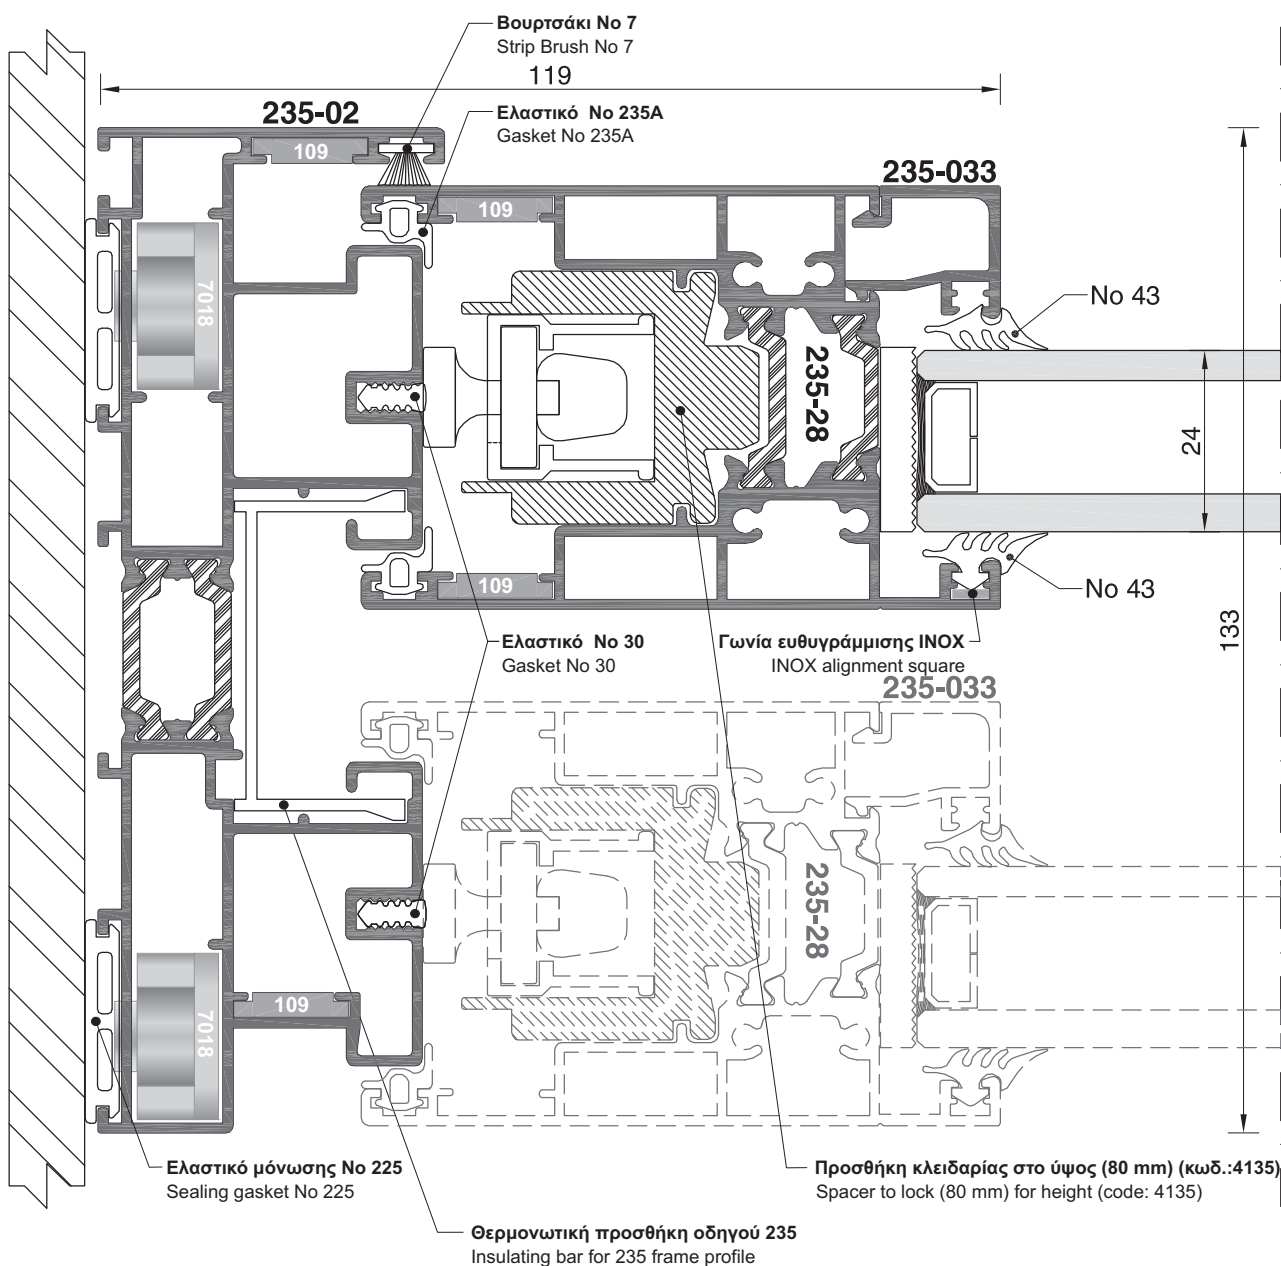 Βουρτσάκι Νο 7
Strip Brush No 7
119
235-02
Ελαστικό Νο 235Α
Gasket No 235A
109
235-033
109
7018
No 43
235-28
24
No 43
109
133
Ελαστικό Νο 30
Gasket No 30
Γωνία ευθυγράμμισης INOX
INOX alignment square
235-033
235-28
109
7018
Ελαστικό μόνωσης Νο 225
Sealing gasket No 225
Προσθήκη κλειδαρίας στο ύψος (80 mm) (κωδ.:4135)
Spacer to lock (80 mm) for height (code: 4135)
Θερμονωτική προσθήκη οδηγού 235
Insulating bar for 235 frame profile